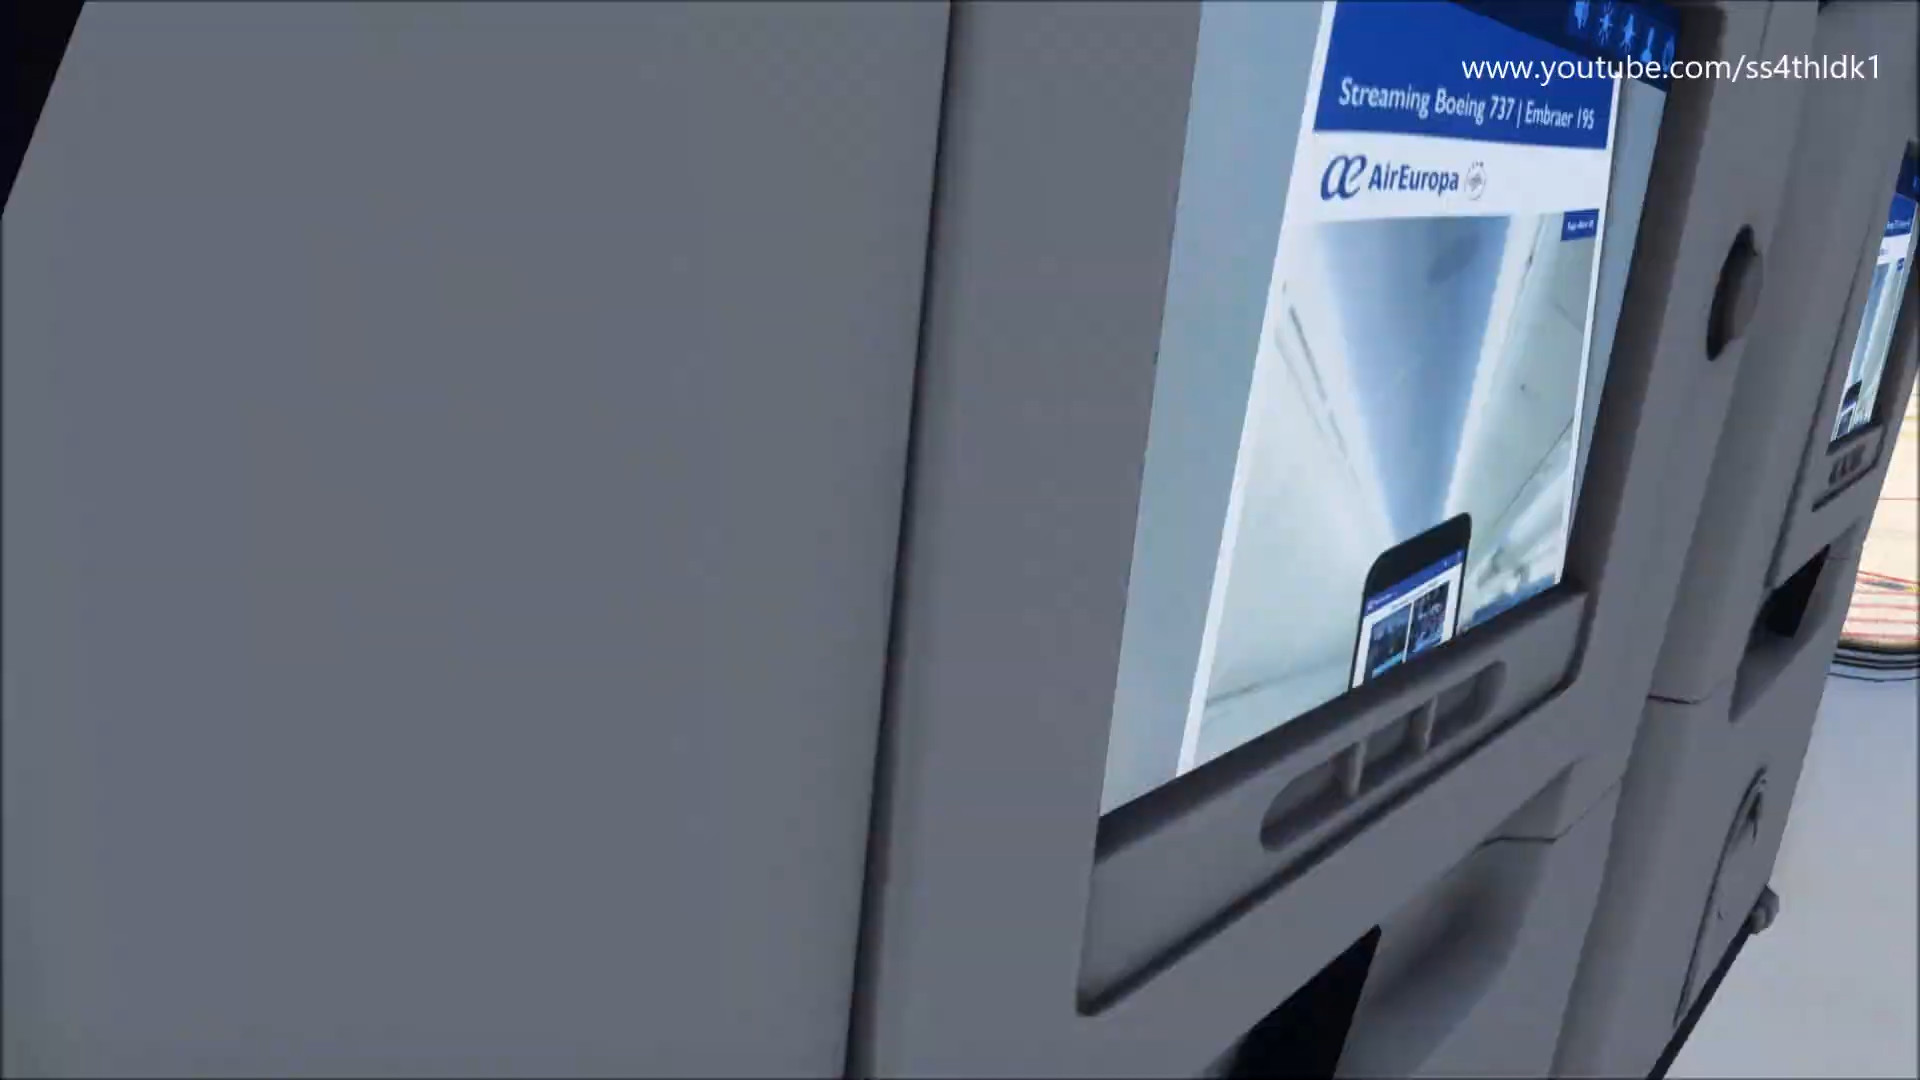 www.youtube.com/ss4thldk1
Streaming Boeing 737 | Embraer 195
AirEuropa